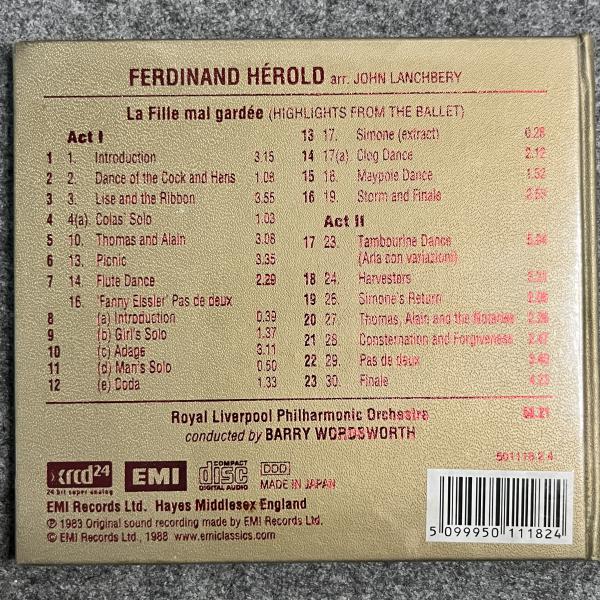 FERDINAND HÉROLD arr. JOHN LANCHBERY
La Fille mal gardée (HIGHLIGHTS FROM THE BALLET)
Act I
1 1. Introduction 3.15
2 2. Dance of the Cock and Hens 1.08
3 3. Lise and the Ribbon 3.55
4 4(a) Colas' Solo 1.03
5 10. Thomas and Alain 3.08
6 13. Picnic 3.35
7 14. Flute Dance 2.29
16. 'Fanny Elssler' Pas de deux
8 (a) Introduction 0.39
9 (b) Girl's Solo 1.37
10 (c) Adage 3.11
11 (d) Man's Solo 0.50
12 (e) Coda 1.33
13 17. Simone (extract) 0.28
14 17(a) Clog Dance 2.12
15 18. Maypole Dance 1.52
16 19. Storm and Finale
Act II
17 23. Tambourine Dance
(Aria con variazioni)
18 24. Harvesters
19 26. Simone's Return
20 27. Thomas, Alain and the Notaries
21 28. Consternation and Forgiveness
22 29. Pas de deux
23 30. Finale
Royal Liverpool Philharmonic Orchestra
conducted by BARRY WORDSWORTH
501118 2 4
xrcd24
24 bit super analog
EMI
COMPACT
disc
DIGITAL AUDIO
DDD
MADE IN JAPAN
EMI Records Ltd. Hayes Middlesex England
℗ 1983 Original sound recording made by EMI Records Ltd.
© EMI Records Ltd., 1988 www.emiclassics.com
5 099950 111824